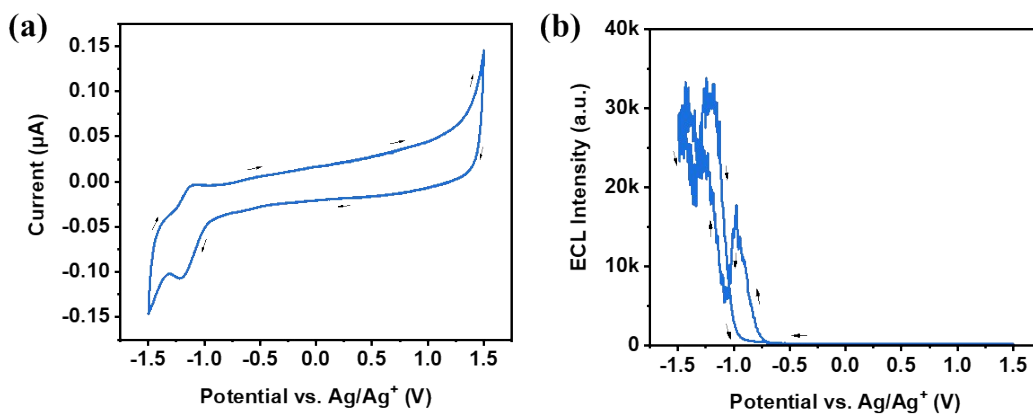 (a)
Current (µA)
0.15
0.10
0.05
0.00
-0.05
-0.10
-0.15
-1.5 -1.0 -0.5 0.0 0.5 1.0 1.5
Potential vs. Ag/Ag⁺ (V)
(b)
ECL Intensity (a.u.)
40k
30k
20k
10k
0
-1.5 -1.0 -0.5 0.0 0.5 1.0 1.5
Potential vs. Ag/Ag⁺ (V)